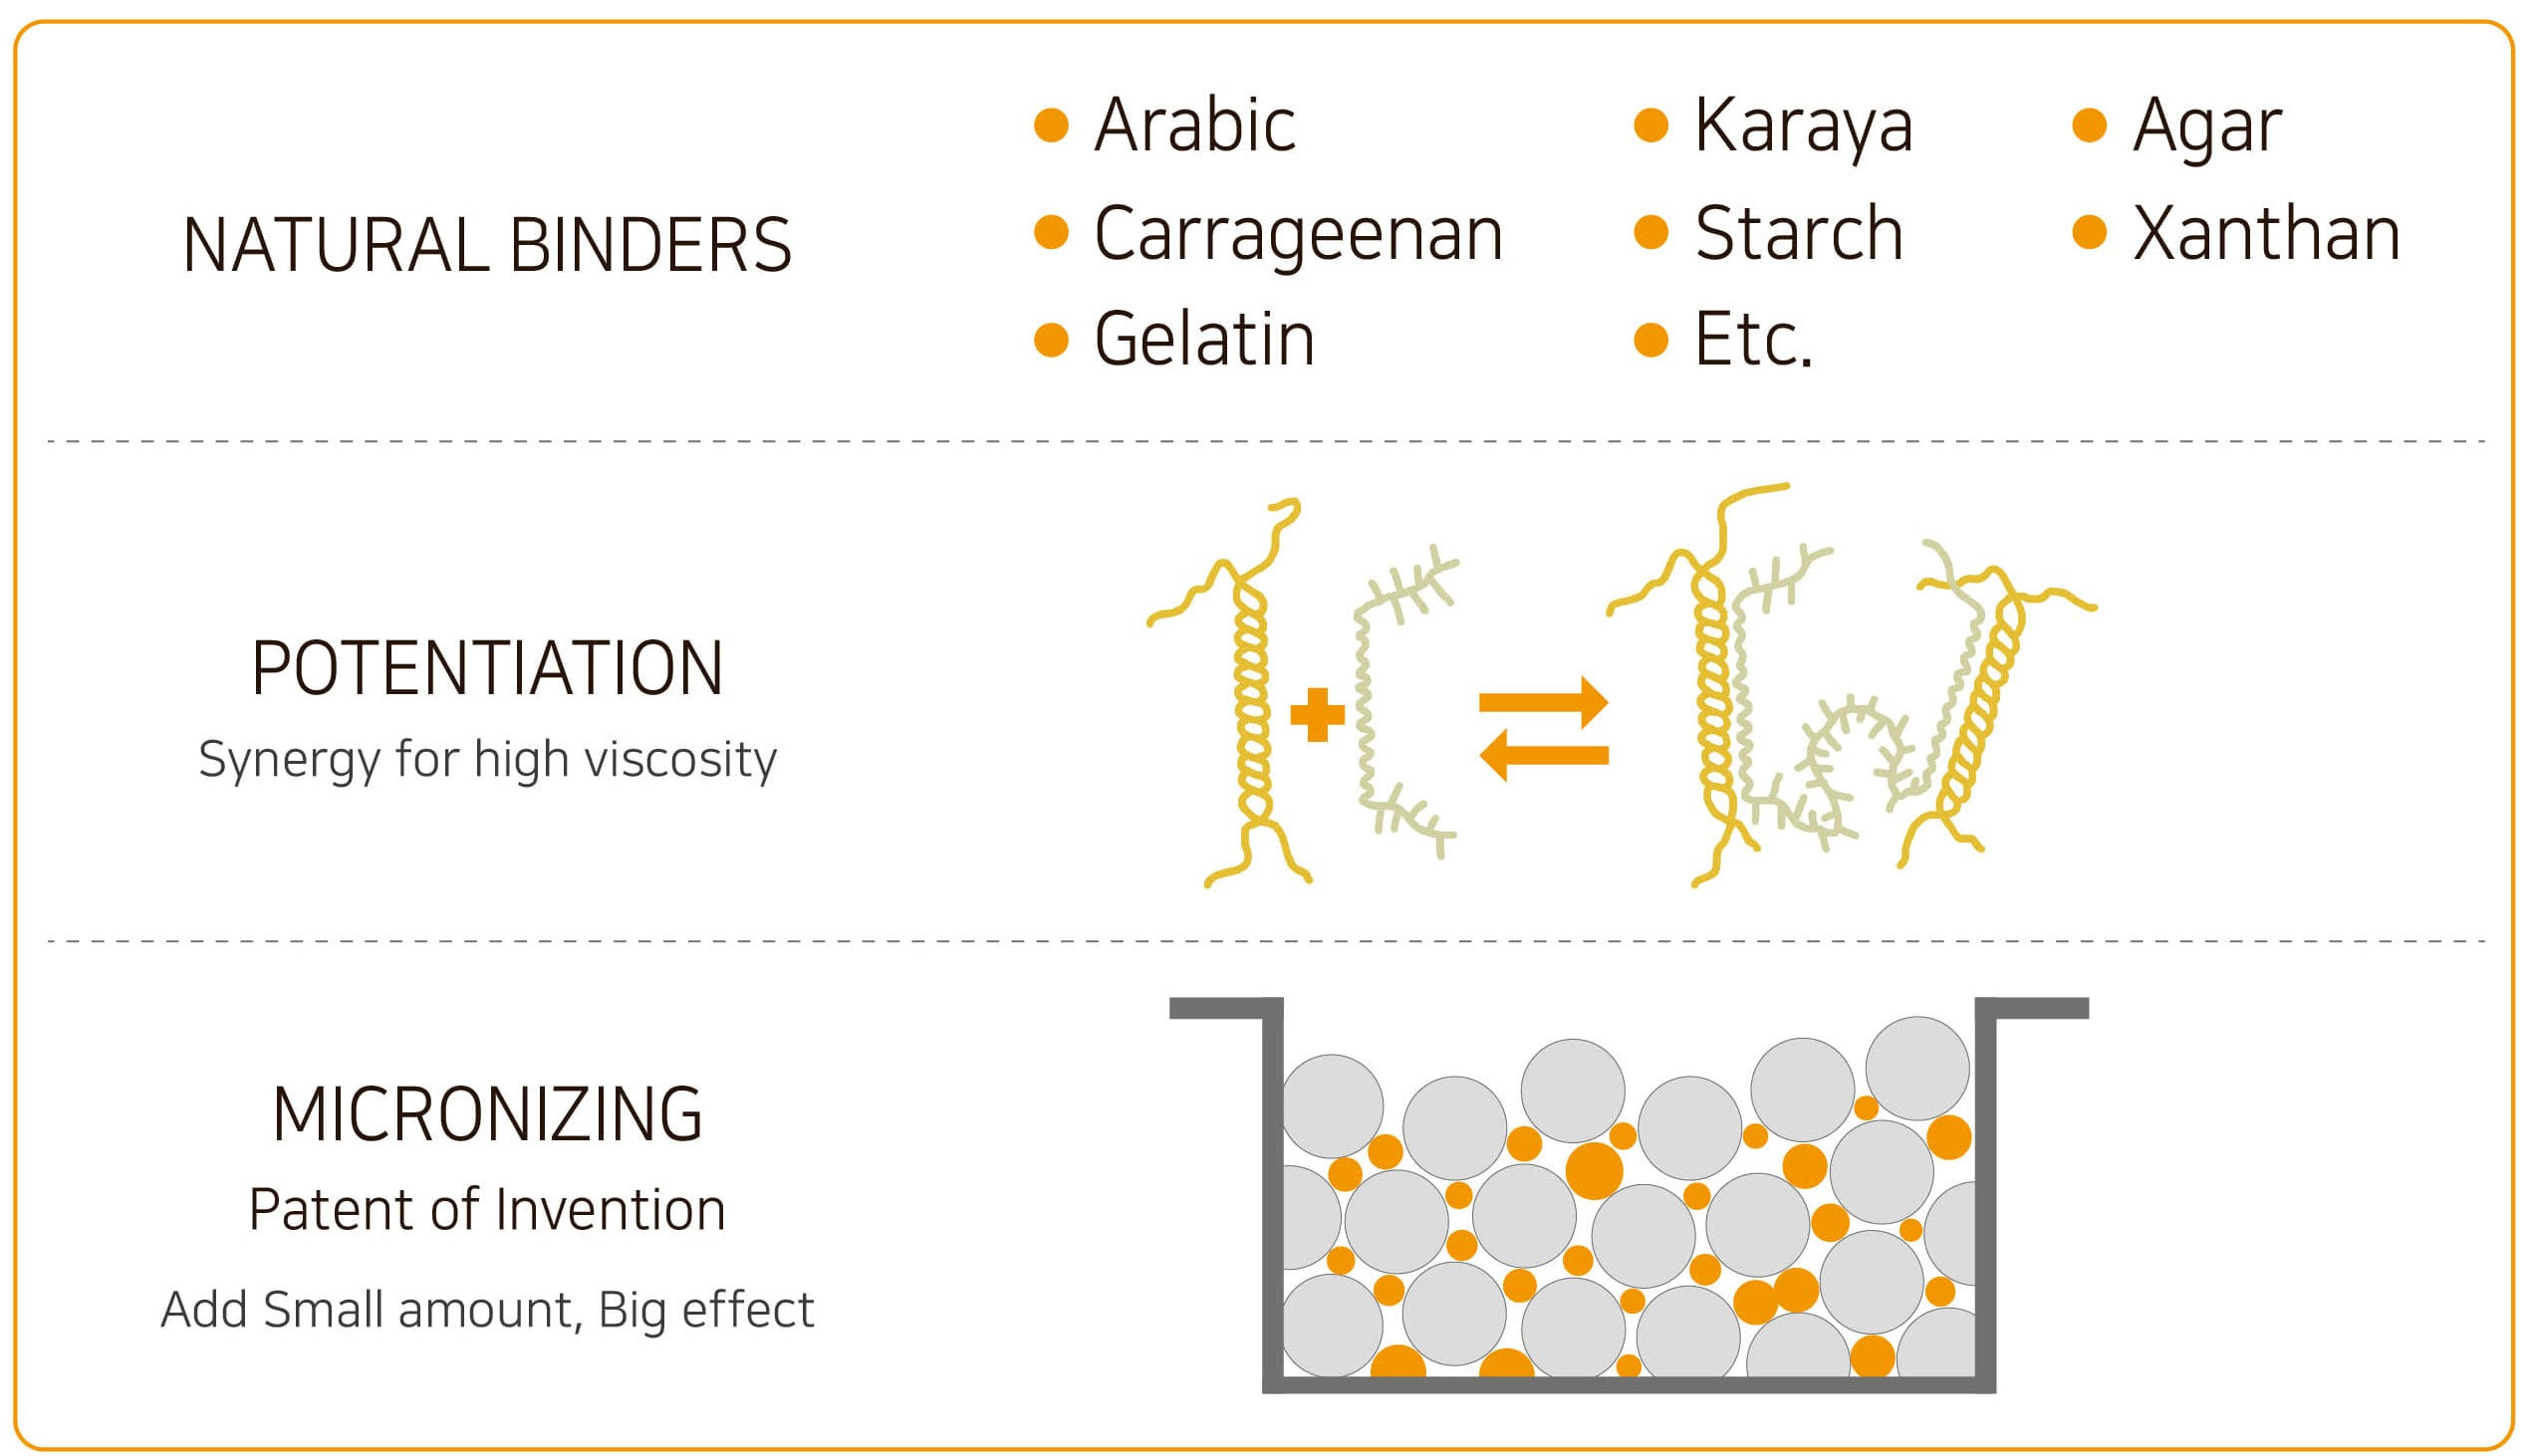 NATURAL BINDERS
Arabic
Karaya
Agar
Carrageenan
Starch
Xanthan
Gelatin
Etc.
POTENTIATION
Synergy for high viscosity
MICRONIZING
Patent of Invention
Add Small amount, Big effect